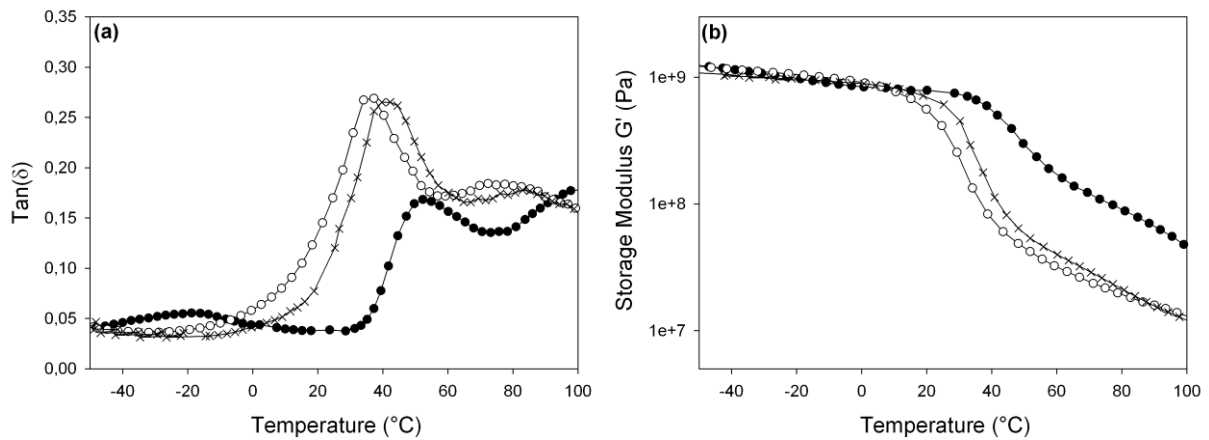 (a)
Tan(δ)
0,35
0,30
0,25
0,20
0,15
0,10
0,05
0,00
-40 -20 0 20 40 60 80 100
Temperature (°C)
(b)
Storage Modulus G' (Pa)
1e+9
1e+8
1e+7
-40 -20 0 20 40 60 80 100
Temperature (°C)